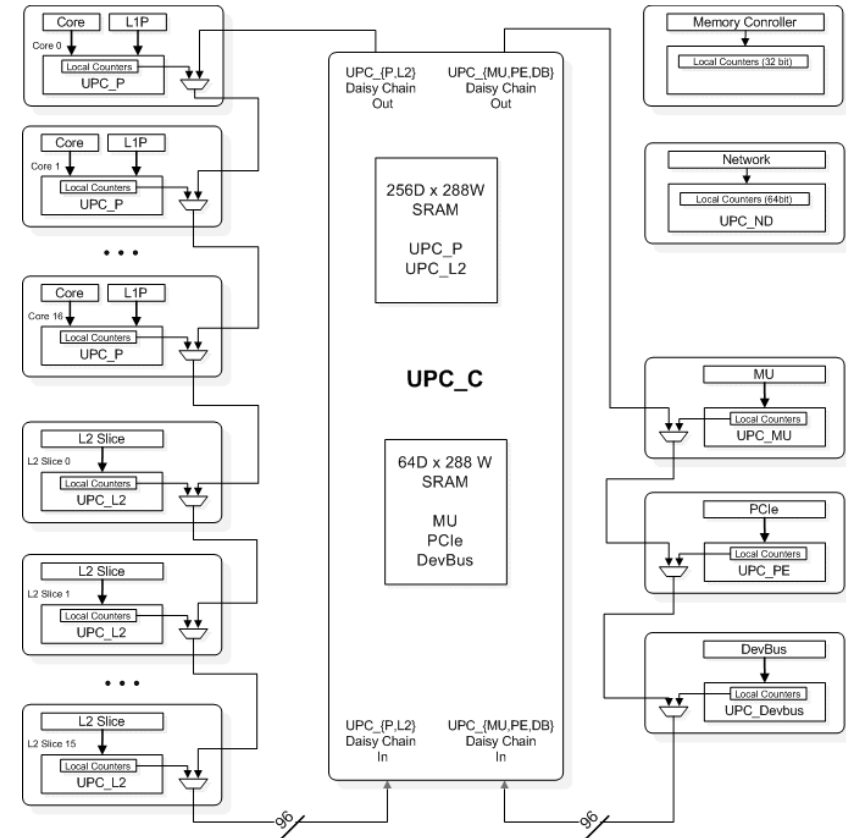 Core
L1P
Core 0
Local Counters
UPC_P
Core
L1P
Core 1
Local Counters
UPC_P
• • •
Core
L1P
Core 16
Local Counters
UPC_P
L2 Slice
L2 Slice 0
Local Counters
UPC_L2
L2 Slice
L2 Slice 1
Local Counters
UPC_L2
• • •
L2 Slice
L2 Slice 15
Local Counters
UPC_L2
96
UPC_{P,L2}
Daisy Chain
Out
UPC_{MU,PE,DB}
Daisy Chain
Out
256D x 288W
SRAM
UPC_P
UPC_L2
UPC_C
64D x 288 W
SRAM
MU
PCIe
DevBus
UPC_{P,L2}
Daisy Chain
In
UPC_{MU,PE,DB}
Daisy Chain
In
96
Memory Conroller
Local Counters (32 bit)
Network
Local Counters (64bit)
UPC_ND
MU
Local Counters
UPC_MU
PCIe
Local Counters
UPC_PE
DevBus
Local Counters
UPC_Devbus